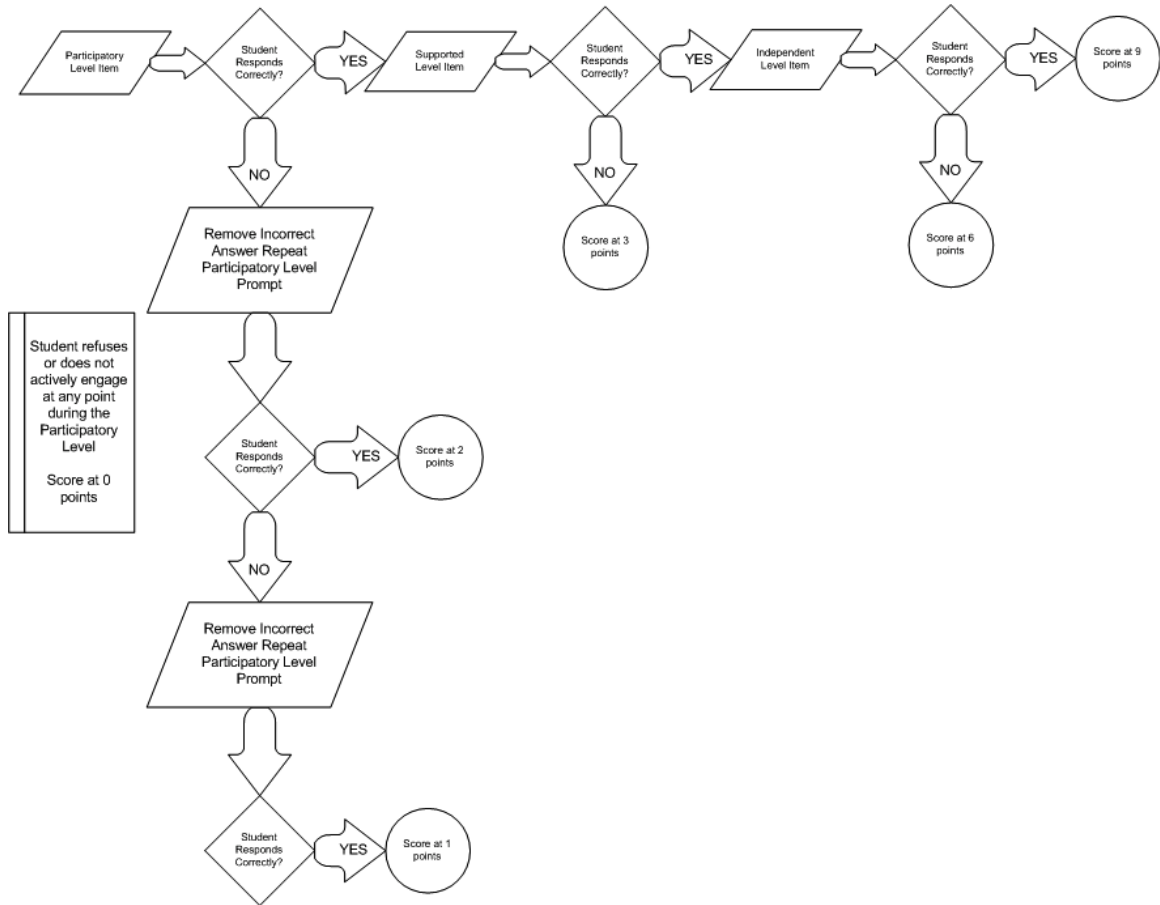 Participatory
Level Item
Student
Responds
Correctly?
YES
Supported
Level Item
Student
Responds
Correctly?
YES
Independent
Level Item
Student
Responds
Correctly?
YES
Score at 9
points
NO
NO
NO
Score at 3
points
Score at 6
points
Remove Incorrect
Answer Repeat
Participatory Level
Prompt
Student refuses
or does not
actively engage
at any point
during the
Participatory
Level
Score at 0
points
Student
Responds
Correctly?
YES
Score at 2
points
NO
Remove Incorrect
Answer Repeat
Participatory Level
Prompt
Student
Responds
Correctly?
YES
Score at 1
points